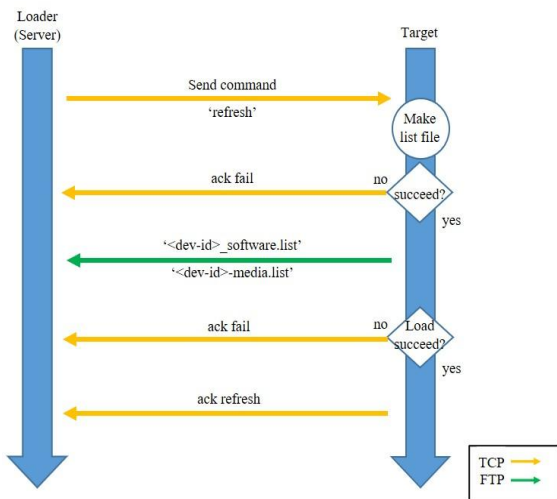 Loader
(Server)
Target
Send command
‘refresh’
Make
list file
ack fail
no
succeed?
yes
‘<dev-id>_software.list’
‘<dev-id>-media.list’
ack fail
no
Load
succeed?
yes
ack refresh
TCP
FTP